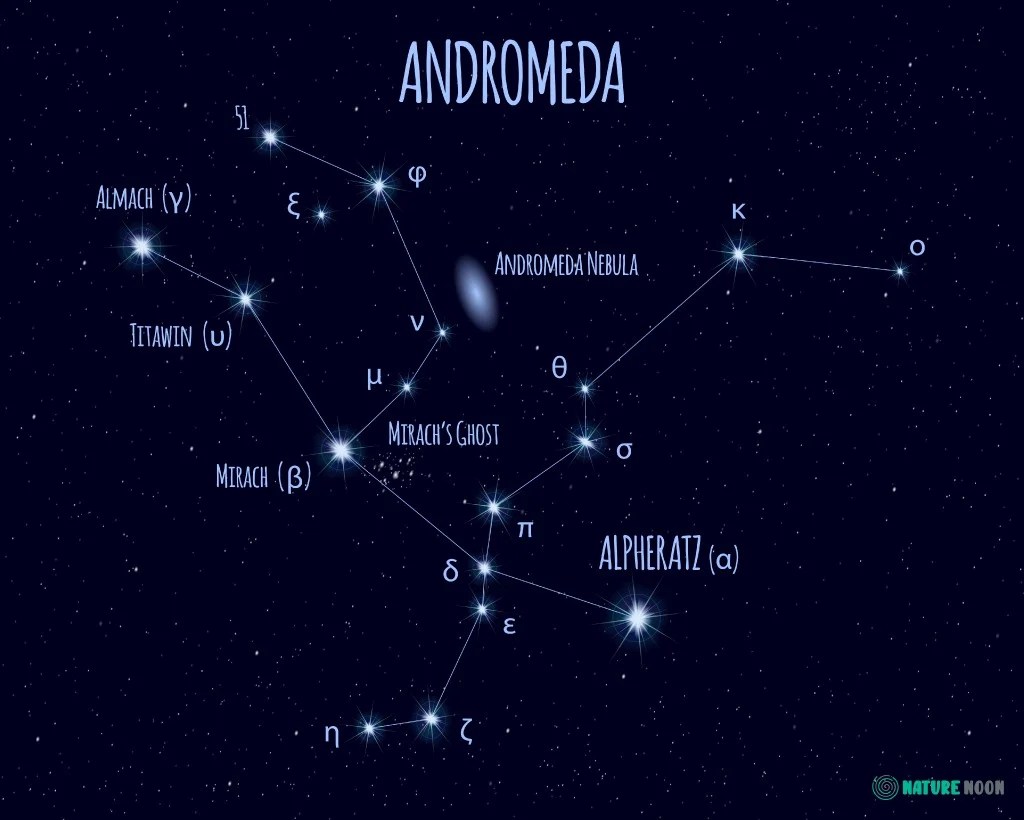 ANDROMEDA
51
φ
ALMACH (γ)
ξ
κ
ο
ANDROMEDA NEBULA
TITAWIN (υ)
ν
θ
μ
MIRACH'S GHOST
σ
MIRACH (β)
π
ALPHERATZ (α)
δ
ε
η
ζ
NATURE NOON